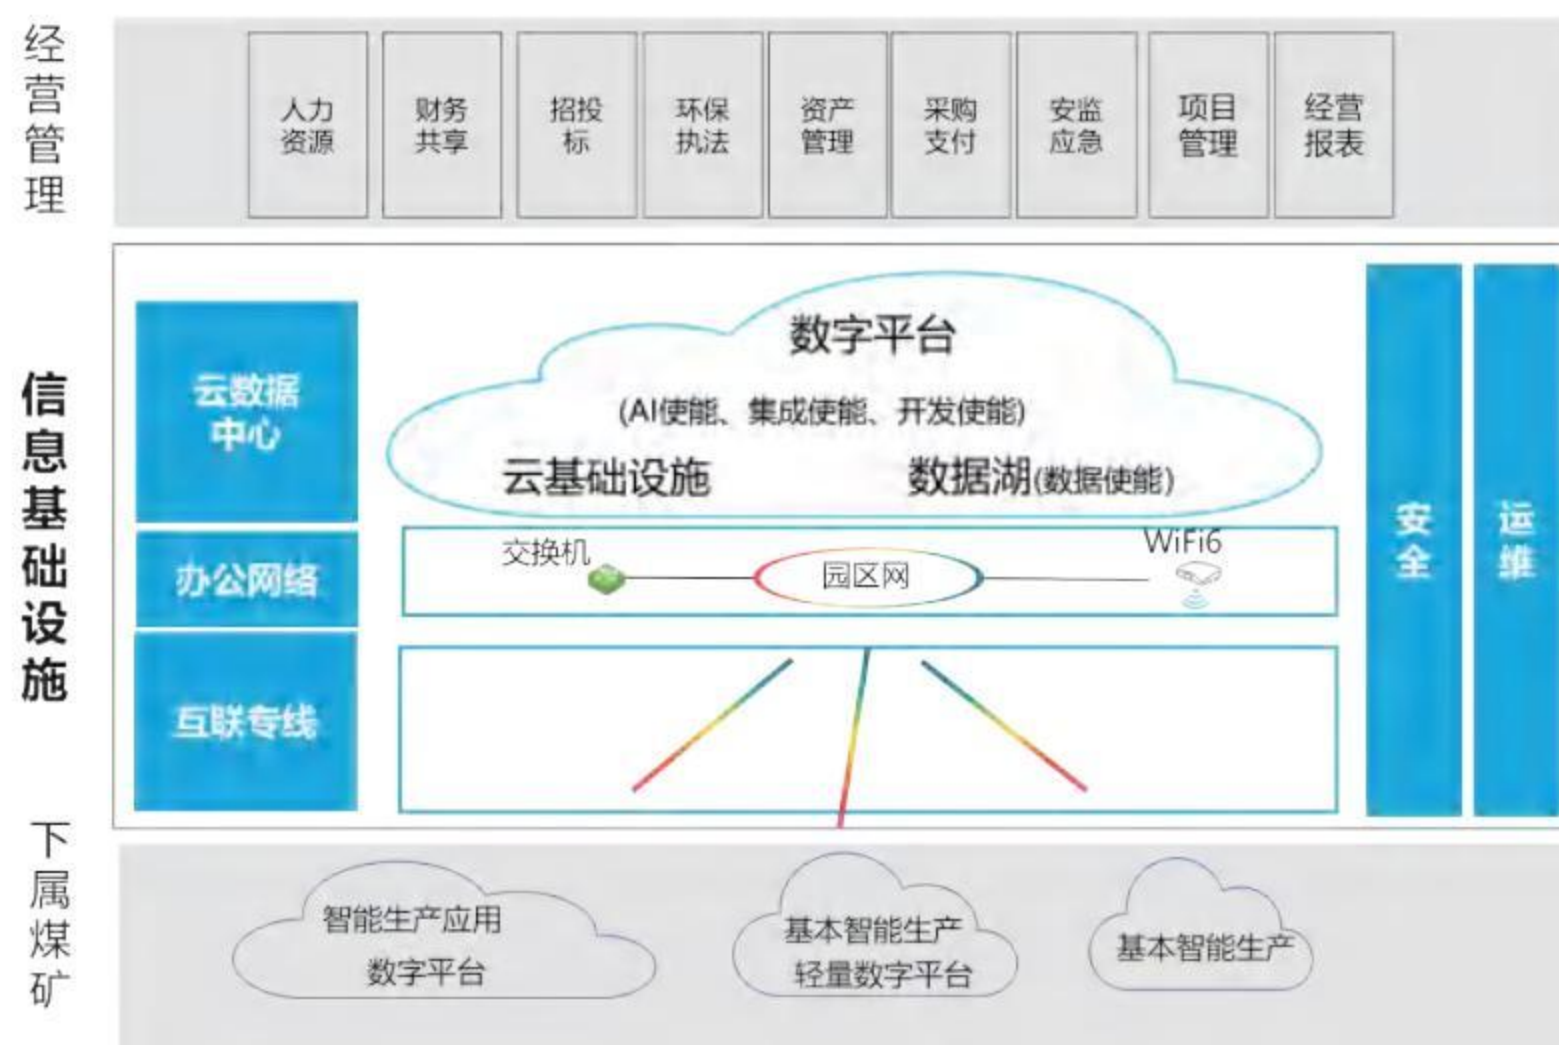 经营管理
人力
资源
财务
共享
招投
标
环保
执法
资产
管理
采购
支付
安监
应急
项目
管理
经营
报表
信息基础设施
云数据
中心
数字平台
(AI使能、集成使能、开发使能)
云基础设施
数据湖(数据使能)
办公网络
交换机
园区网
WiFi6
互联专线
安全
运维
下属煤矿
智能生产应用
数字平台
基本智能生产
轻量数字平台
基本智能生产